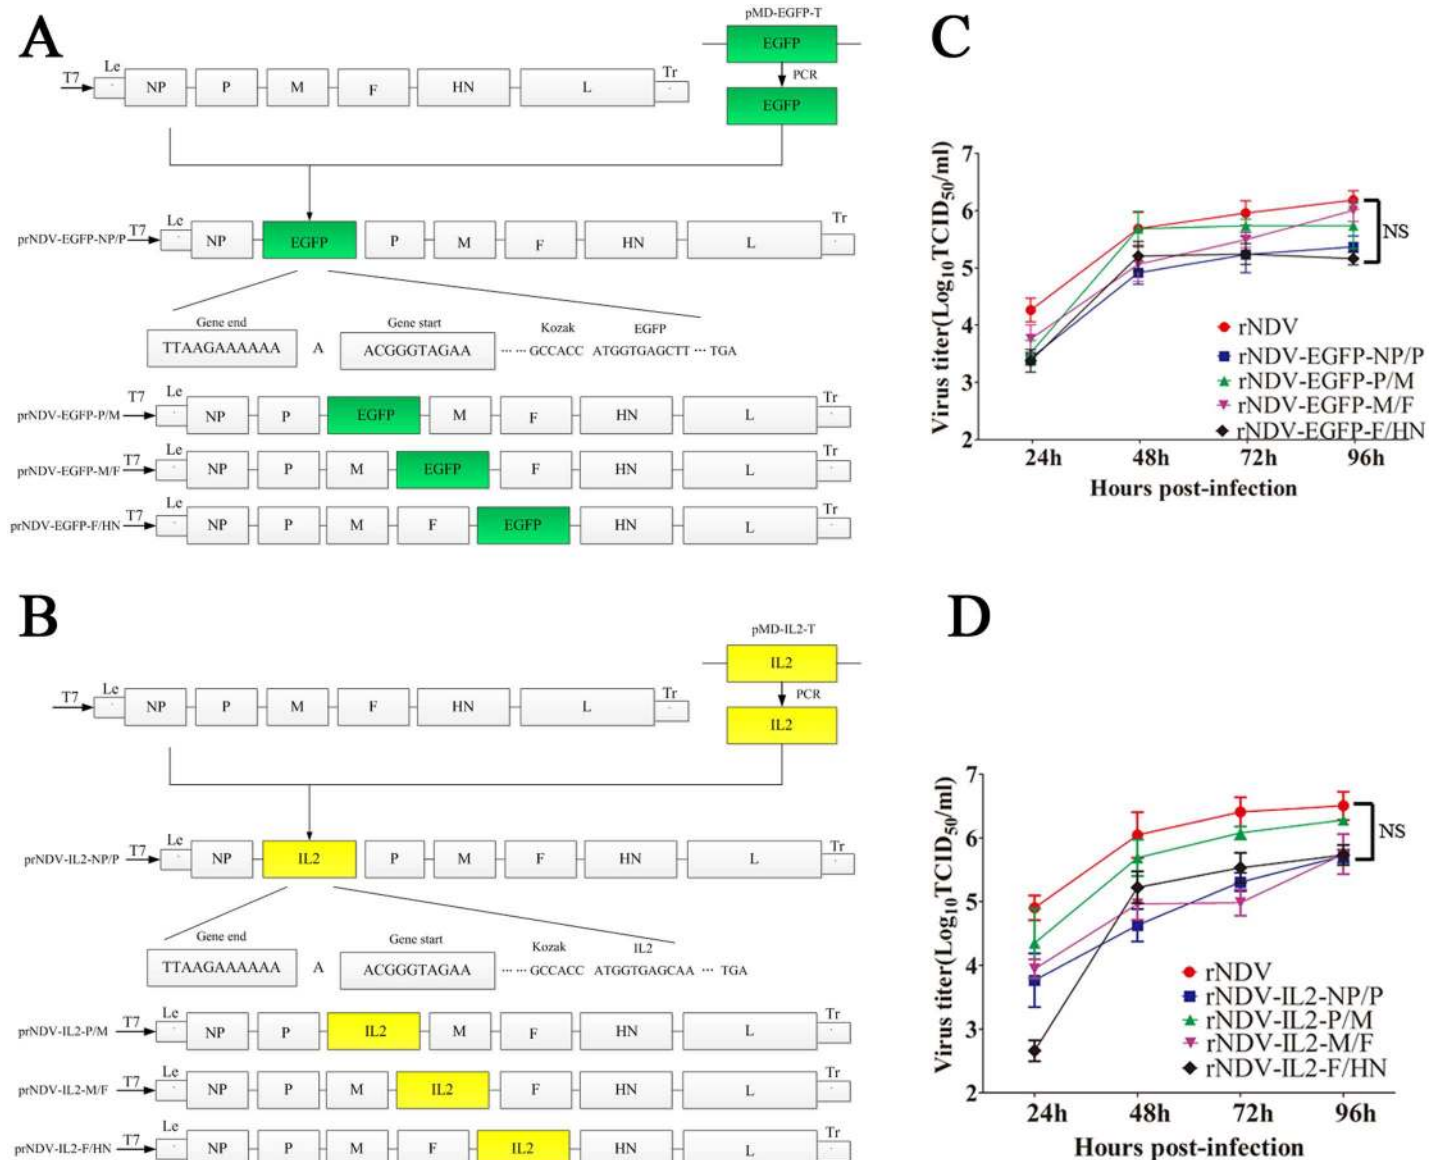 A
pMD-EGFP-T
EGFP
PCR
EGFP
T7 Le NP P M F HN L Tr
prNDV-EGFP-NP/P T7 Le NP EGFP P M F HN L Tr
Gene end Gene start Kozak EGFP
TTAAGAAAAAA A ACGGGTAGAA ······GCCACC ATGGTGAGCTT ··· TGA
prNDV-EGFP-P/M T7 Le NP P EGFP M F HN L Tr
prNDV-EGFP-M/F T7 Le NP P M EGFP F HN L Tr
prNDV-EGFP-F/HN T7 Le NP P M F EGFP HN L Tr
B
pMD-IL2-T
IL2
PCR
IL2
T7 Le NP P M F HN L Tr
prNDV-IL2-NP/P T7 Le NP IL2 P M F HN L Tr
Gene end Gene start Kozak IL2
TTAAGAAAAAA A ACGGGTAGAA ······GCCACC ATGGTGAGCAA ··· TGA
prNDV-IL2-P/M T7 Le NP P IL2 M F HN L Tr
prNDV-IL2-M/F T7 Le NP P M IL2 F HN L Tr
prNDV-IL2-F/HN T7 Le NP P M F IL2 HN L Tr
C
Virus titer(Log10TCID50/ml)
7
6
5
4
3
2
NS
rNDV
rNDV-EGFP-NP/P
rNDV-EGFP-P/M
rNDV-EGFP-M/F
rNDV-EGFP-F/HN
24h 48h 72h 96h
Hours post-infection
D
Virus titer(Log10TCID50/ml)
7
6
5
4
3
2
NS
rNDV
rNDV-IL2-NP/P
rNDV-IL2-P/M
rNDV-IL2-M/F
rNDV-IL2-F/HN
24h 48h 72h 96h
Hours post-infection